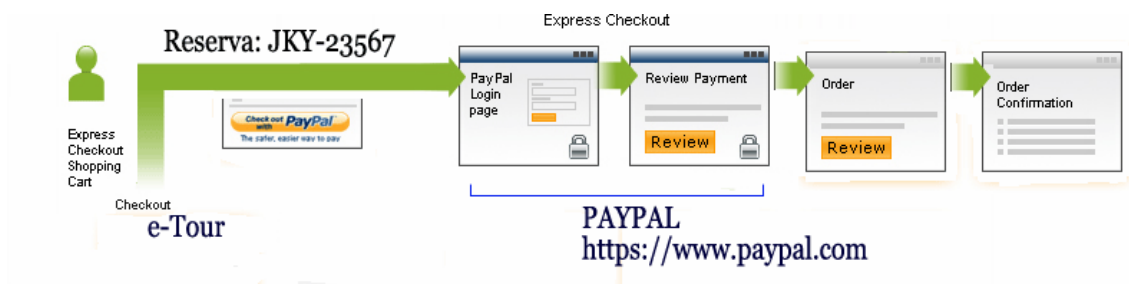 Express Checkout
Reserva: JKY-23567
Express
Checkout
Shopping
Cart
Checkout
e-Tour
Check out
with PayPal
The safer, easier way to pay
PayPal
Login
page
Review Payment
Review
Order
Review
Order
Confirmation
PAYPAL
https://www.paypal.com